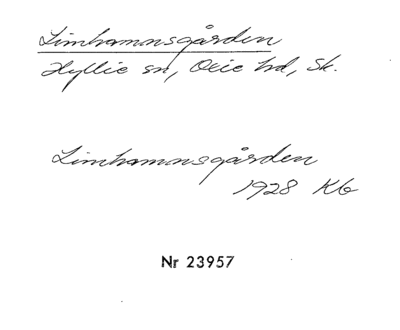 Limhamnsgården
Hyllie sn, Oxie hd, Sk.
Limhamnsgården
1928 Kb
Nr 23957